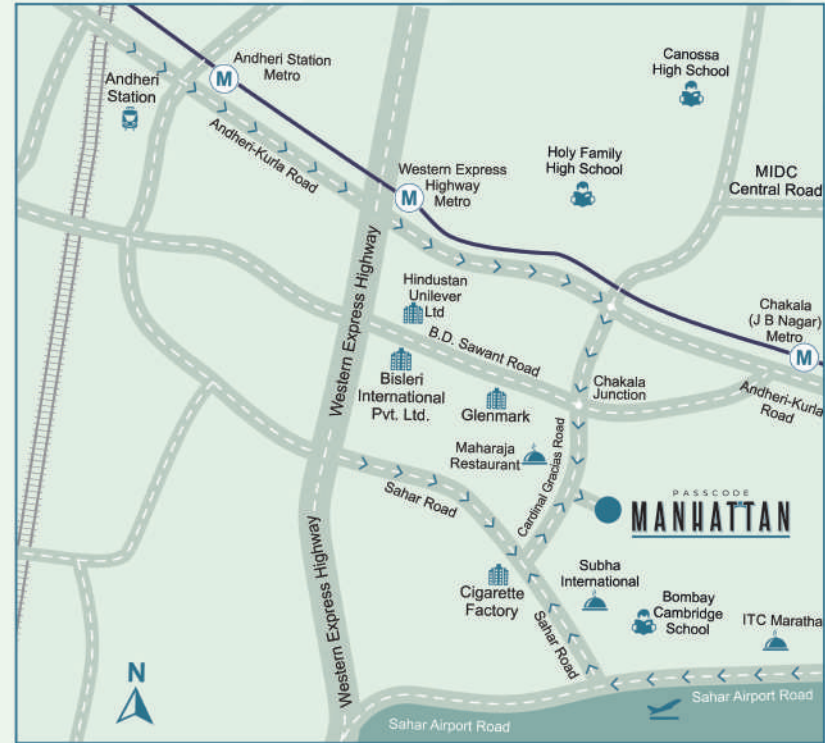 Andheri Station
Metro
Andheri
Station
M
Andheri-Kurla Road
Canossa
High School
Holy Family
High School
Western Express
Highway
Metro
M
MIDC
Central Road
Western Express Highway
Hindustan
Unilever
Ltd
B.D. Sawant Road
Chakala
(J B Nagar)
Metro
M
Bisleri
International
Pvt. Ltd.
Glenmark
Chakala
Junction
Andheri-Kurla
Road
Maharaja
Restaurant
Cardinal Gracias Road
Sahar Road
PASSCODE
MANHATTAN
Western Express Highway
Cigarette
Factory
Subha
International
Bombay
Cambridge
School
ITC Maratha
Sahar Road
N
Sahar Airport Road
Sahar Airport Road